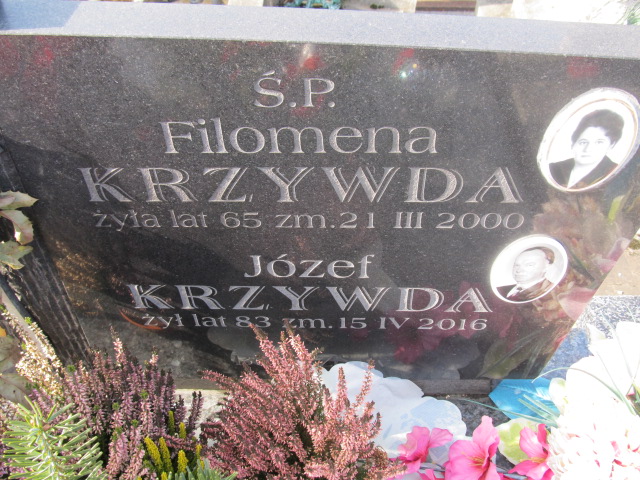 Ś.P.
Filomena
KRZYWDA
żyła lat 65 zm. 21 III 2000
Józef
KRZYWDA
żył lat 83 zm. 15 IV 2016